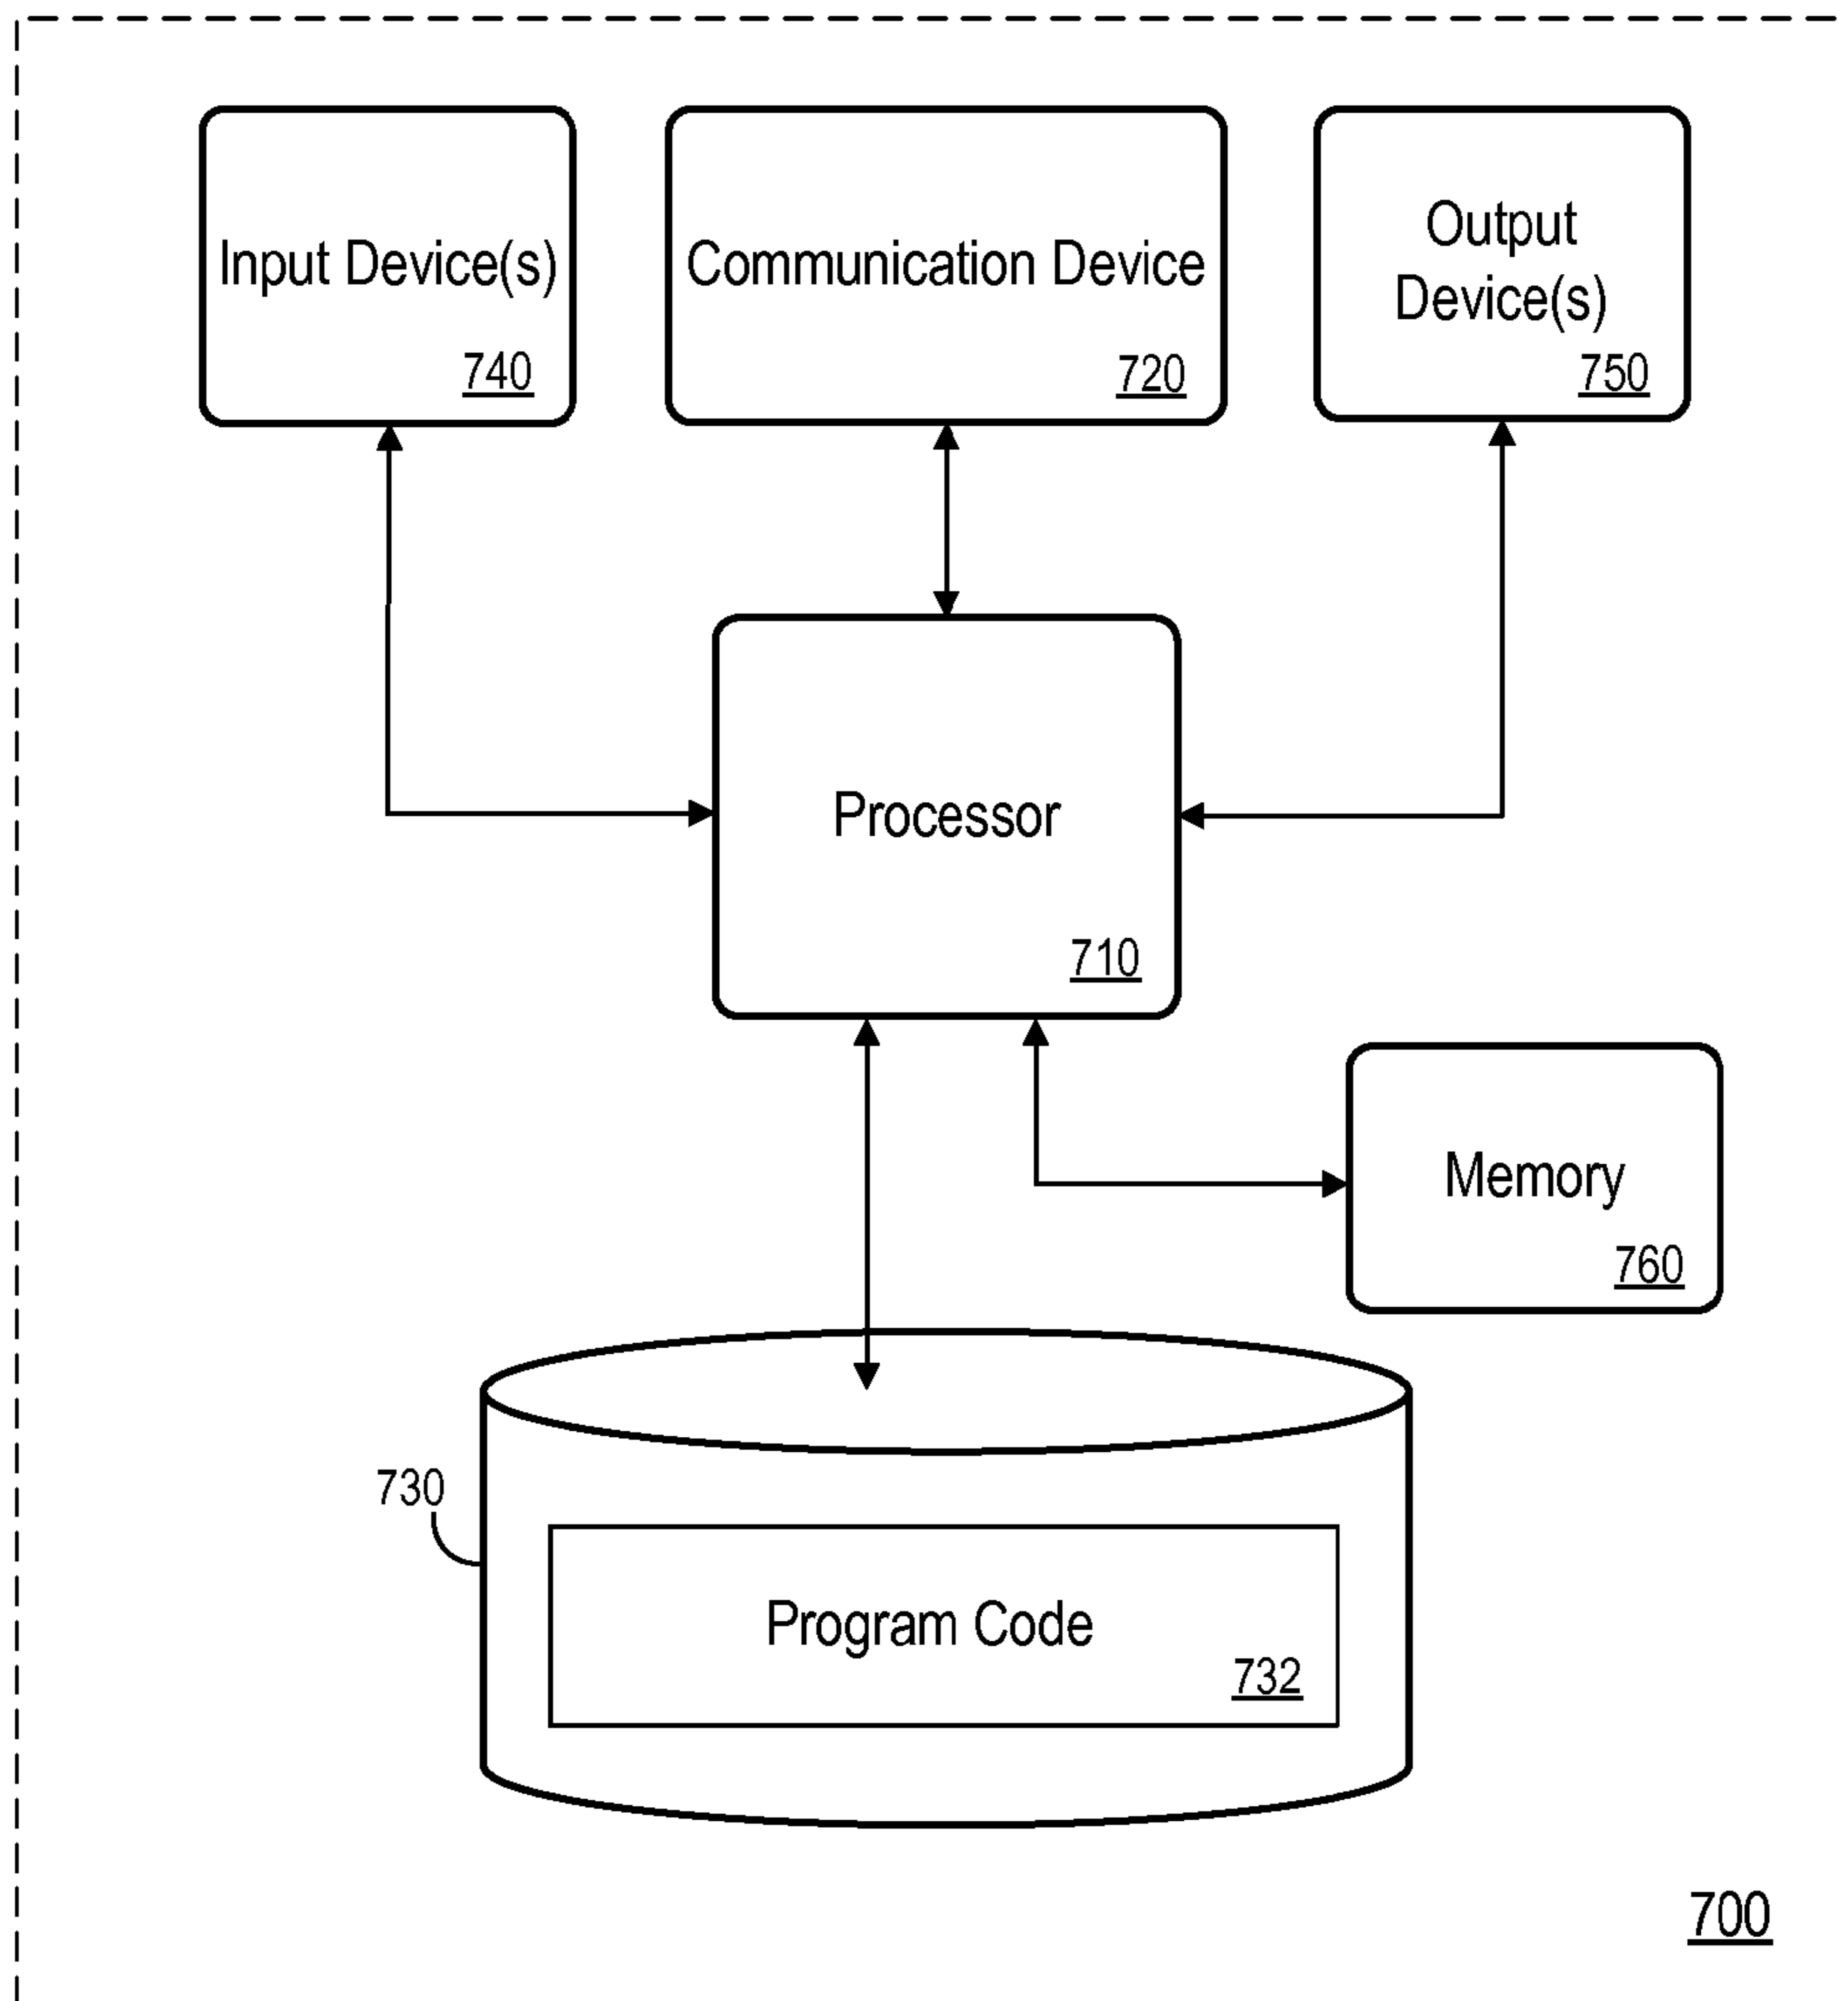 Input Device(s)
740
Communication Device
720
Output
Device(s)
750
Processor
710
Memory
760
730
Program Code
732
700